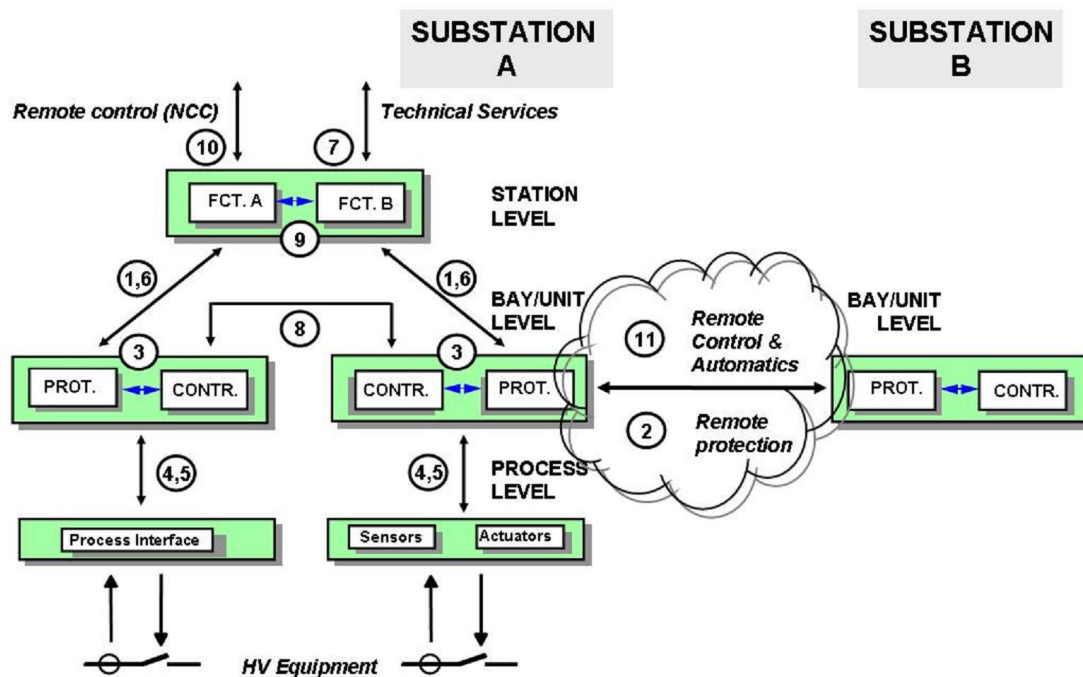 SUBSTATION
A
SUBSTATION
B
Remote control (NCC)
Technical Services
10
7
FCT. A
FCT. B
STATION
LEVEL
9
1,6
1,6
BAY/UNIT
LEVEL
BAY/UNIT
LEVEL
8
11
Remote
Control &
Automatics
3
3
PROT.
CONTR.
CONTR.
PROT.
PROT.
CONTR.
2
Remote
protection
4,5
4,5
PROCESS
LEVEL
Process Interface
Sensors
Actuators
HV Equipment